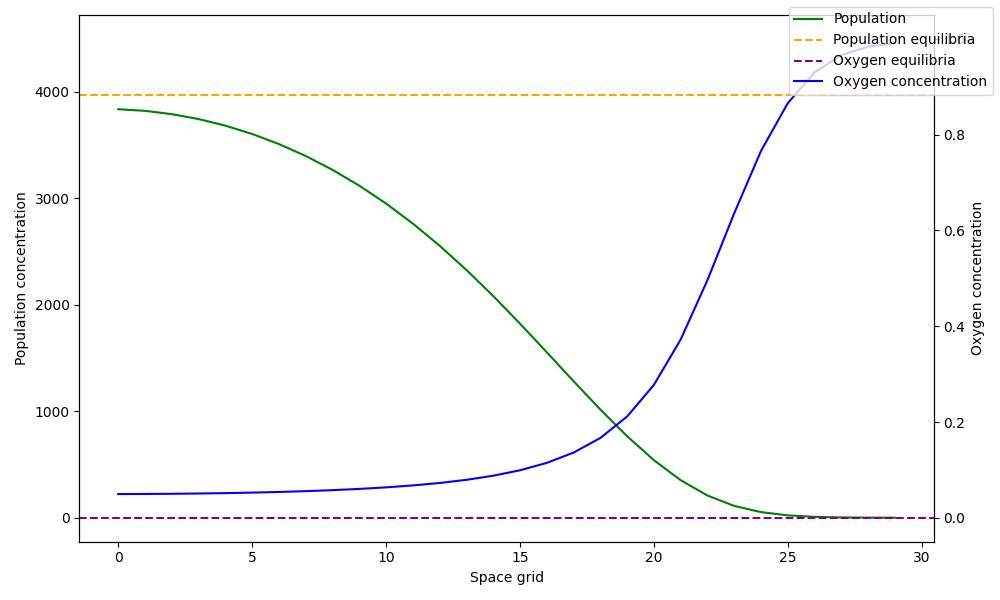 Population
Population equilibria
Oxygen equilibria
Oxygen concentration
4000
3000
2000
1000
0
0.8
0.6
0.4
0.2
0.0
0
5
10
15
20
25
30
Population concentration
Oxygen concentration
Space grid